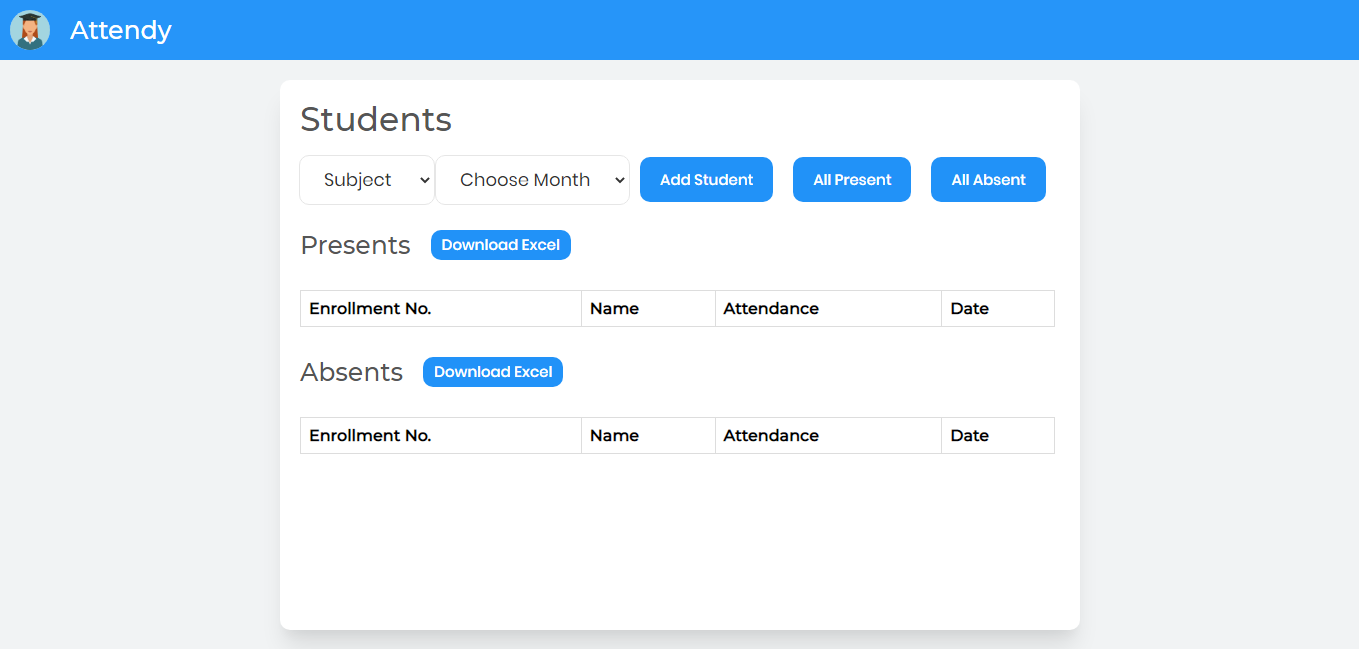 Attendy
Students
Subject Choose Month Add Student All Present All Absent
Presents Download Excel
Enrollment No. Name Attendance Date
Absents Download Excel
Enrollment No. Name Attendance Date